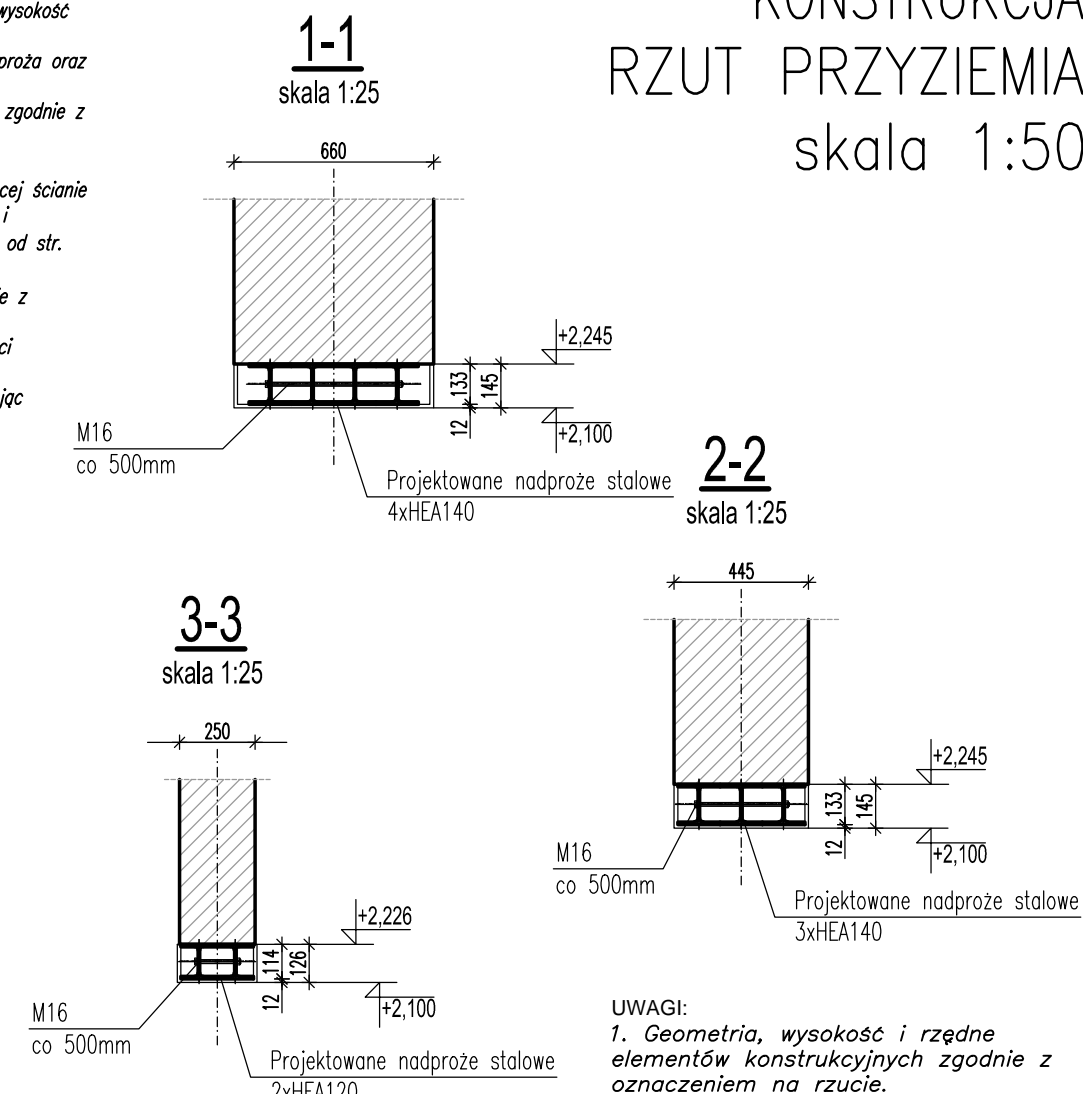 wysokość
proża oraz
zgodnie z
cej ścianie
i
od str.
e z
ci
jąc
KONSTRUKCJA
RZUT PRZYZIEMIA
skala 1:50
1-1
skala 1:25
660
+2,245
133
145
12
+2,100
M16
co 500mm
Projektowane nadproże stalowe
4xHEA140
2-2
skala 1:25
445
+2,245
133
145
12
+2,100
M16
co 500mm
Projektowane nadproże stalowe
3xHEA140
3-3
skala 1:25
250
+2,226
114
126
12
+2,100
M16
co 500mm
Projektowane nadproże stalowe
2xHEA120
UWAGI:
1. Geometria, wysokość i rzędne
elementów konstrukcyjnych zgodnie z
oznaczeniem na rzucie.